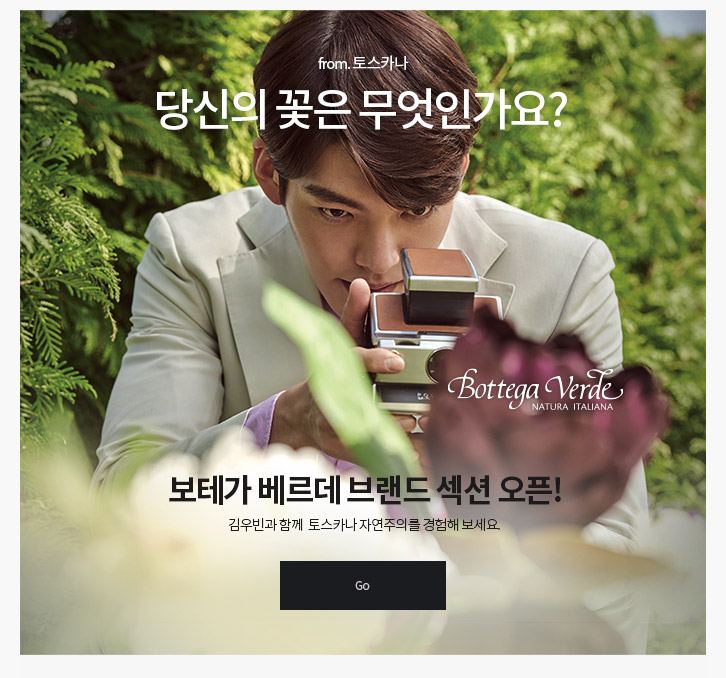 from. 토스카나
당신의 꽃은 무엇인가요?
Bottega Verde
NATURA ITALIANA
보테가 베르데 브랜드 섹션 오픈!
김우빈과 함께 토스카나 자연주의를 경험해 보세요.
Go